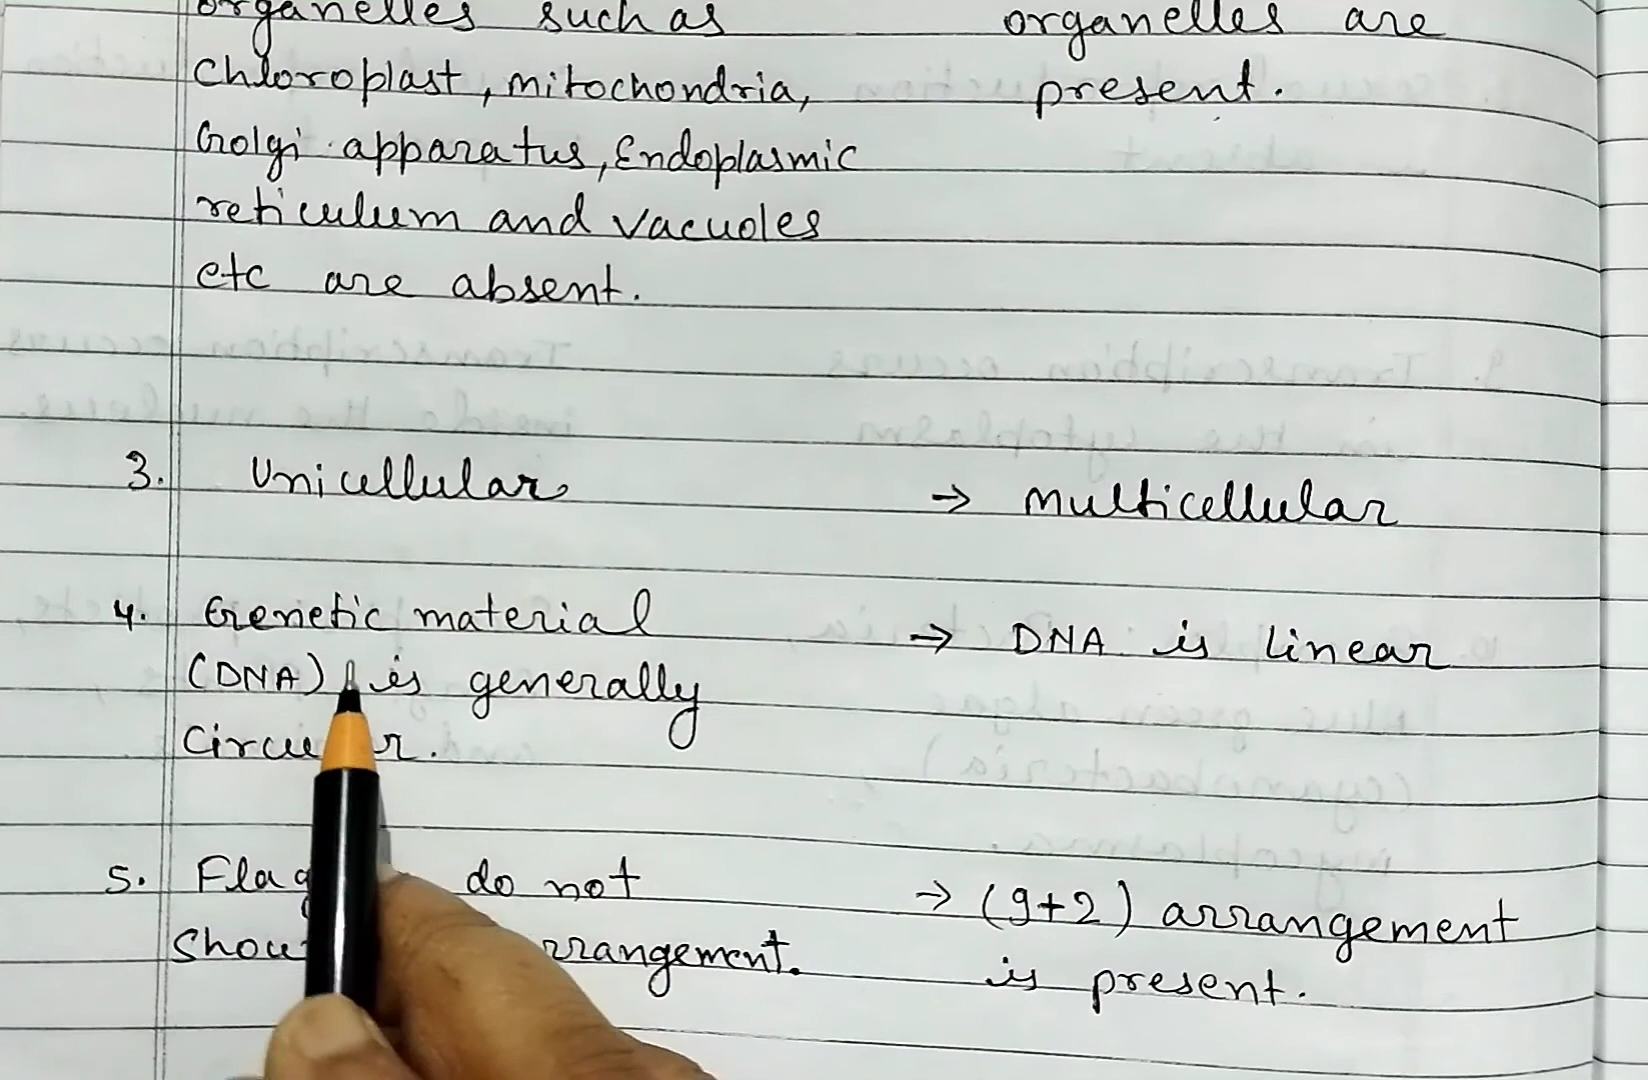 organelles such as
organelles are
Chloroplast, mitochondria,
present.
Golgi apparatus, Endoplasmic
reticulum and vacuoles
etc are absent.
3. Unicellular
→ multicellular
4. Genetic material
→ DNA is linear
(DNA) is generally
5. do not
→ (9+2) arrangement
is present.